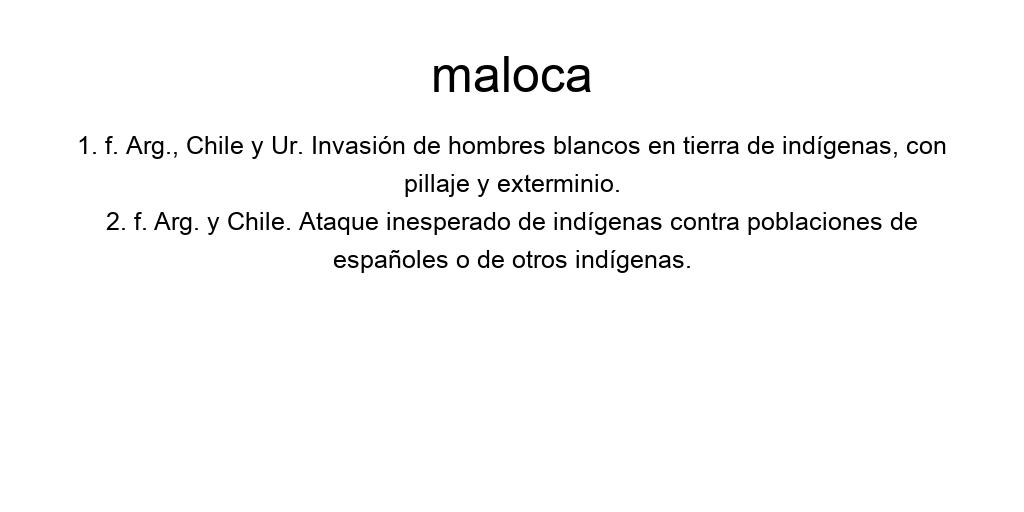 maloca
1. f. Arg., Chile y Ur. Invasión de hombres blancos en tierra de indígenas, con
pillaje y exterminio.
2. f. Arg. y Chile. Ataque inesperado de indígenas contra poblaciones de
españoles o de otros indígenas.